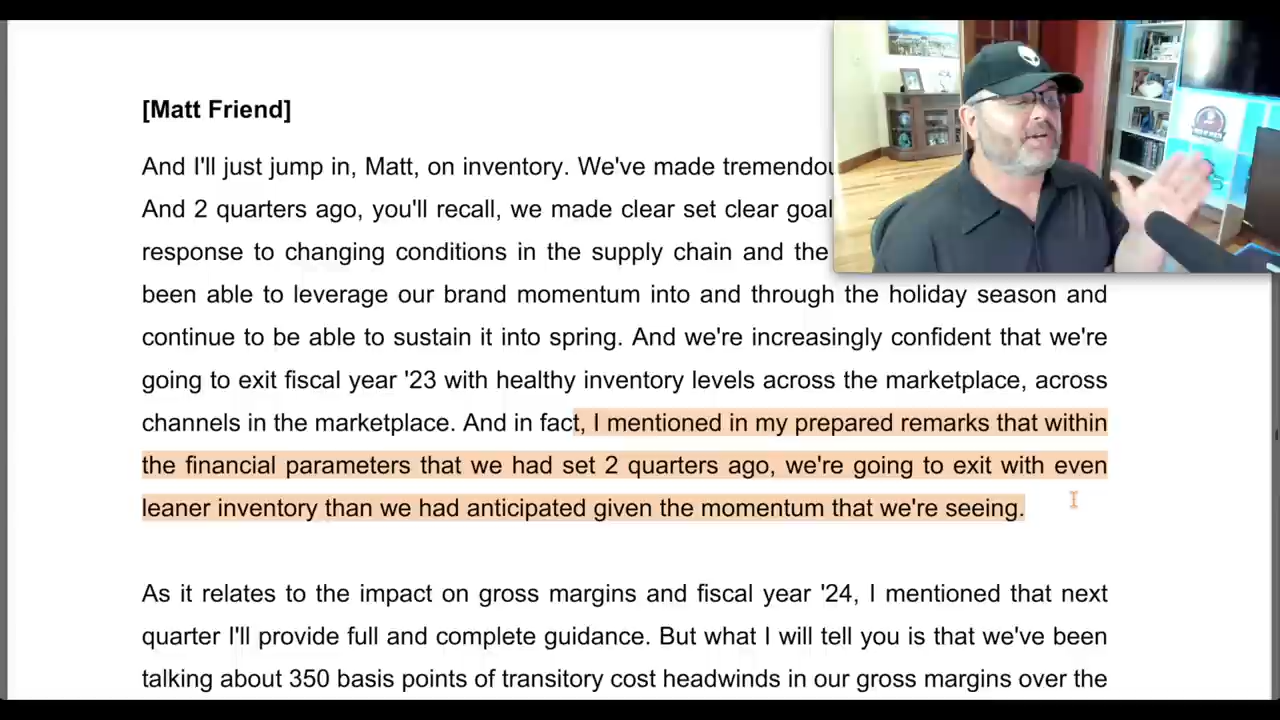 [Matt Friend]
And I'll just jump in, Matt, on inventory. We've made tremendou
And 2 quarters ago, you'll recall, we made clear set clear goal
response to changing conditions in the supply chain and the
been able to leverage our brand momentum into and through the holiday season and
continue to be able to sustain it into spring. And we're increasingly confident that we're
going to exit fiscal year '23 with healthy inventory levels across the marketplace, across
channels in the marketplace. And in fact, I mentioned in my prepared remarks that within
the financial parameters that we had set 2 quarters ago, we're going to exit with even
leaner inventory than we had anticipated given the momentum that we're seeing.
As it relates to the impact on gross margins and fiscal year '24, I mentioned that next
quarter I'll provide full and complete guidance. But what I will tell you is that we've been
talking about 350 basis points of transitory cost headwinds in our gross margins over the